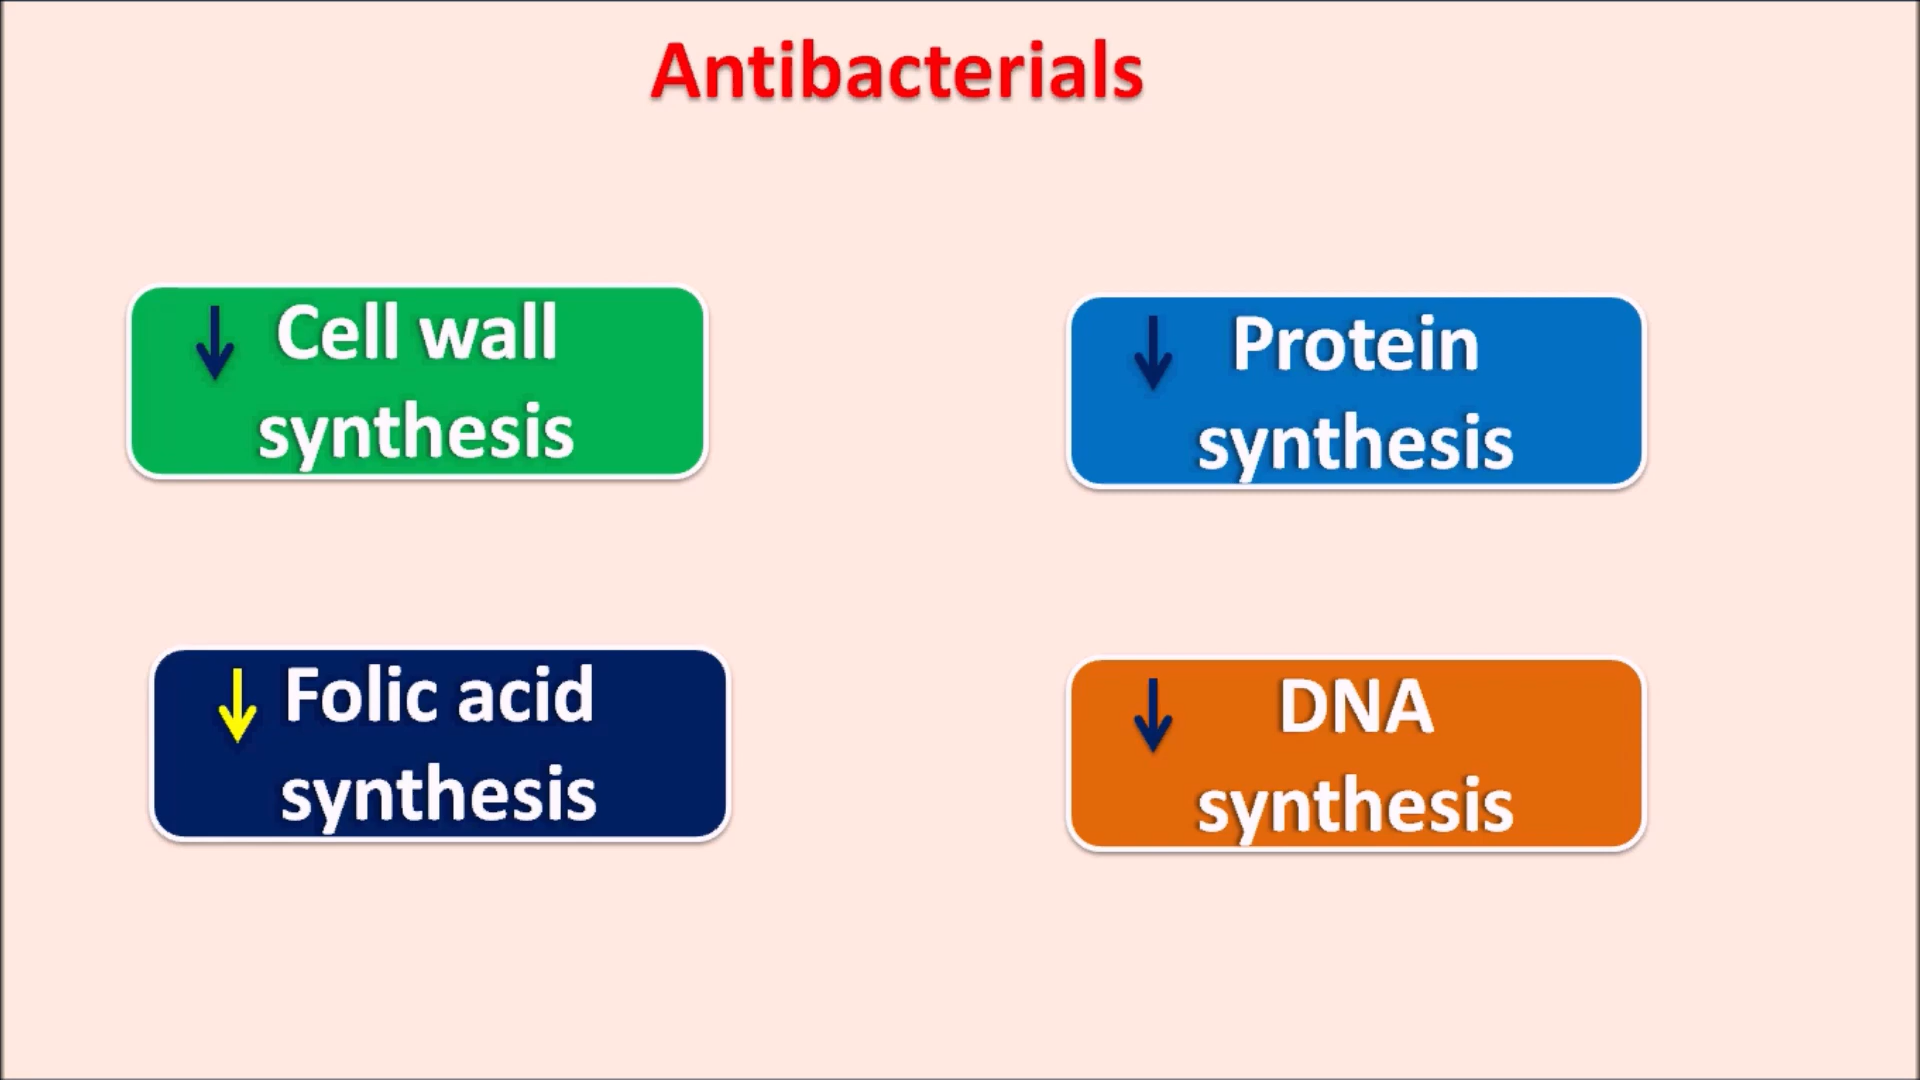 Antibacterials
↓ Cell wall
synthesis
↓ Protein
synthesis
↓ Folic acid
synthesis
↓ DNA
synthesis